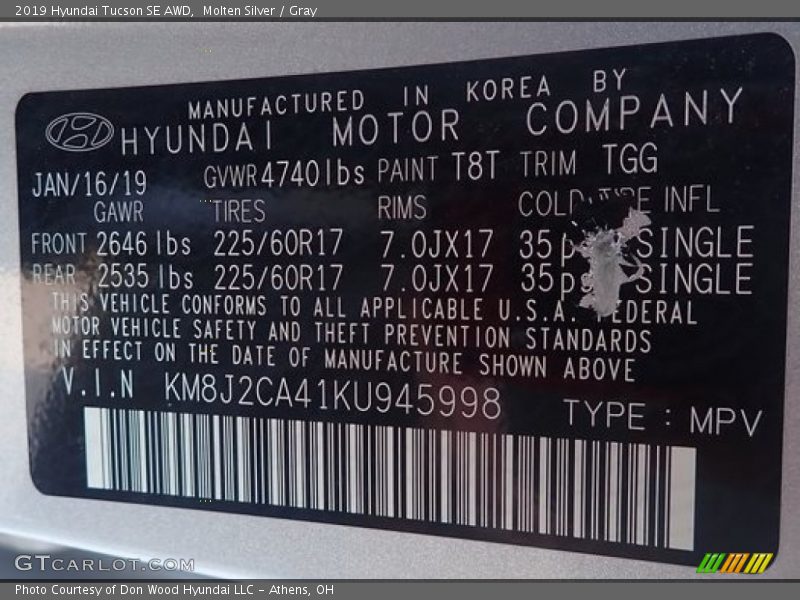 2019 Hyundai Tucson SE AWD, Molten Silver / Gray
MANUFACTURED IN KOREA BY
HYUNDAI MOTOR COMPANY
JAN/16/19 GVWR 4740lbs PAINT T8T TRIM TGG
GAWR TIRES RIMS COLD TIRE INFL
FRONT 2646 lbs 225/60R17 7.0JX17 35p SINGLE
REAR 2535 lbs 225/60R17 7.0JX17 35p SINGLE
THIS VEHICLE CONFORMS TO ALL APPLICABLE U.S.A. FEDERAL
MOTOR VEHICLE SAFETY AND THEFT PREVENTION STANDARDS
IN EFFECT ON THE DATE OF MANUFACTURE SHOWN ABOVE
V.I.N KM8J2CA41KU945998
TYPE : MPV
GTCARLOT.COM
Photo Courtesy of Don Wood Hyundai LLC - Athens, OH